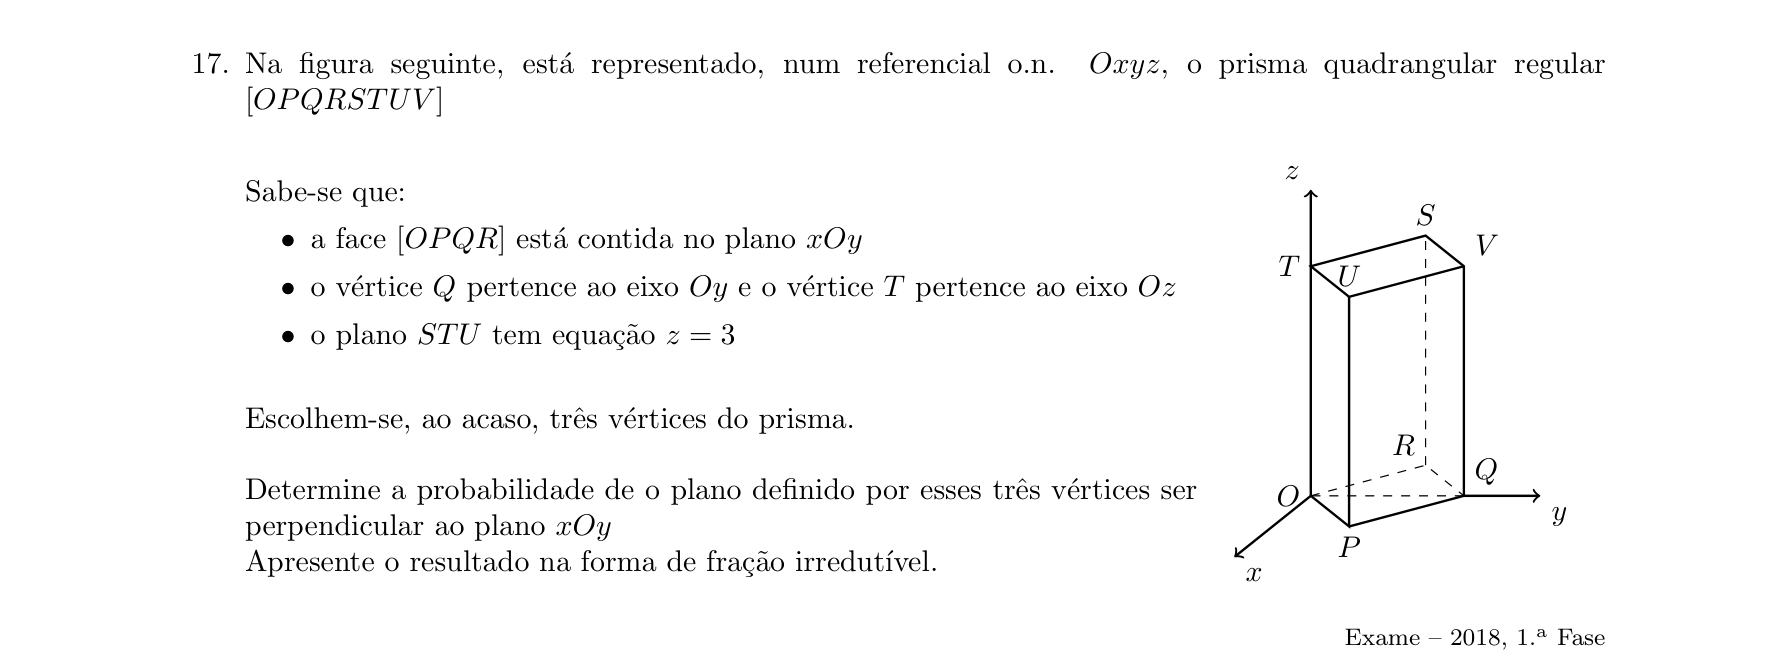 17. Na figura seguinte, está representado, num referencial o.n. Oxyz, o prisma quadrangular regular
[OPQRSTUV]
Sabe-se que:
• a face [OPQR] está contida no plano xOy
• o vértice Q pertence ao eixo Oy e o vértice T pertence ao eixo Oz
• o plano STU tem equação z = 3
Escolhem-se, ao acaso, três vértices do prisma.
Determine a probabilidade de o plano definido por esses três vértices ser
perpendicular ao plano xOy
Apresente o resultado na forma de fração irredutível.
z
S
V
T
U
R
Q
O
y
P
x
Exame – 2018, 1.ª Fase